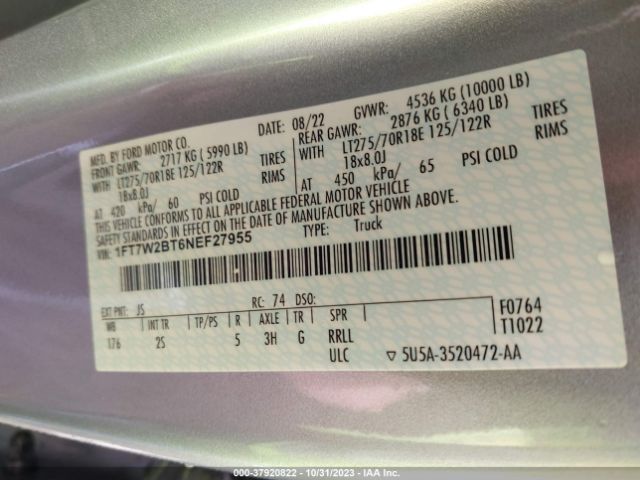 MFD. BY FORD MOTOR CO.
DATE: 08/22 GVWR: 4536 KG (10000 LB)
FRONT GAWR: 2717 KG ( 5990 LB) REAR GAWR: 2876 KG ( 6340 LB)
WITH LT275/70R18E 125/122R TIRES WITH LT275/70R18E 125/122R TIRES
18x8.0J RIMS 18x8.0J RIMS
AT 420 kPa/ 60 PSI COLD AT 450 kPa/ 65 PSI COLD
THIS VEHICLE CONFORMS TO ALL APPLICABLE FEDERAL MOTOR VEHICLE
SAFETY STANDARDS IN EFFECT ON THE DATE OF MANUFACTURE SHOWN ABOVE.
VIN: 1FT7W2BT6NEF27955 TYPE: Truck
EXT PNT: JS RC: 74 DSO:
WB INT TR TP/PS R AXLE TR SPR F0764
176 2S 5 3H G RRLL T1022
ULC ▽ 5U5A-3520472-AA
000-37920822 - 10/31/2023 - IAA Inc.